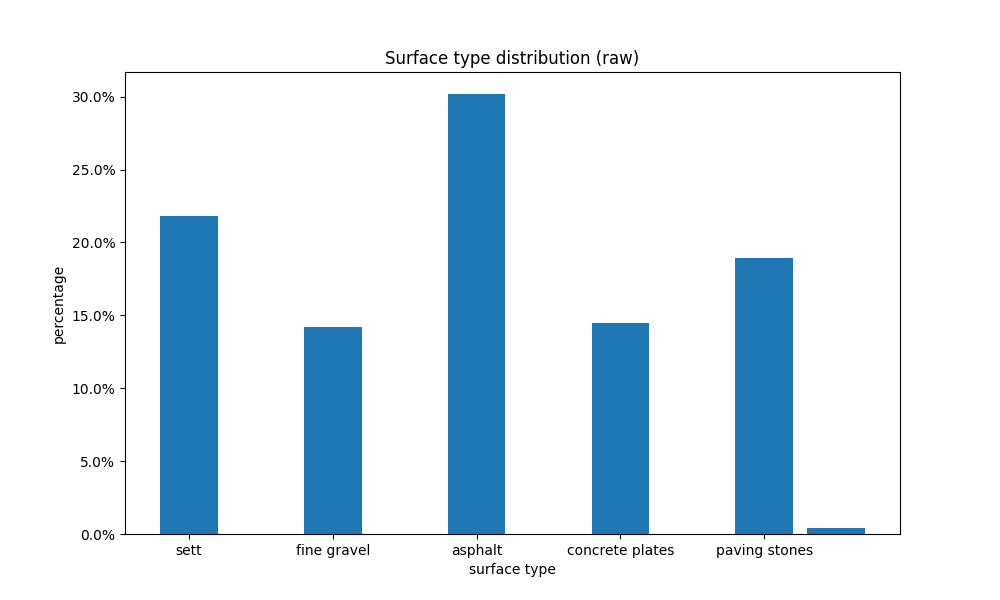 Surface type distribution (raw)
30.0%
25.0%
20.0%
15.0%
10.0%
5.0%
0.0%
percentage
sett fine gravel asphalt concrete plates paving stones
surface type